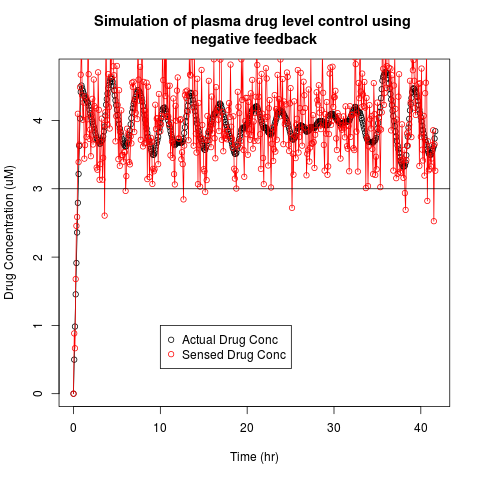 Simulation of plasma drug level control using
negative feedback
Drug Concentration (uM)
4
3
2
1
0
Actual Drug Conc
Sensed Drug Conc
0 10 20 30 40
Time (hr)